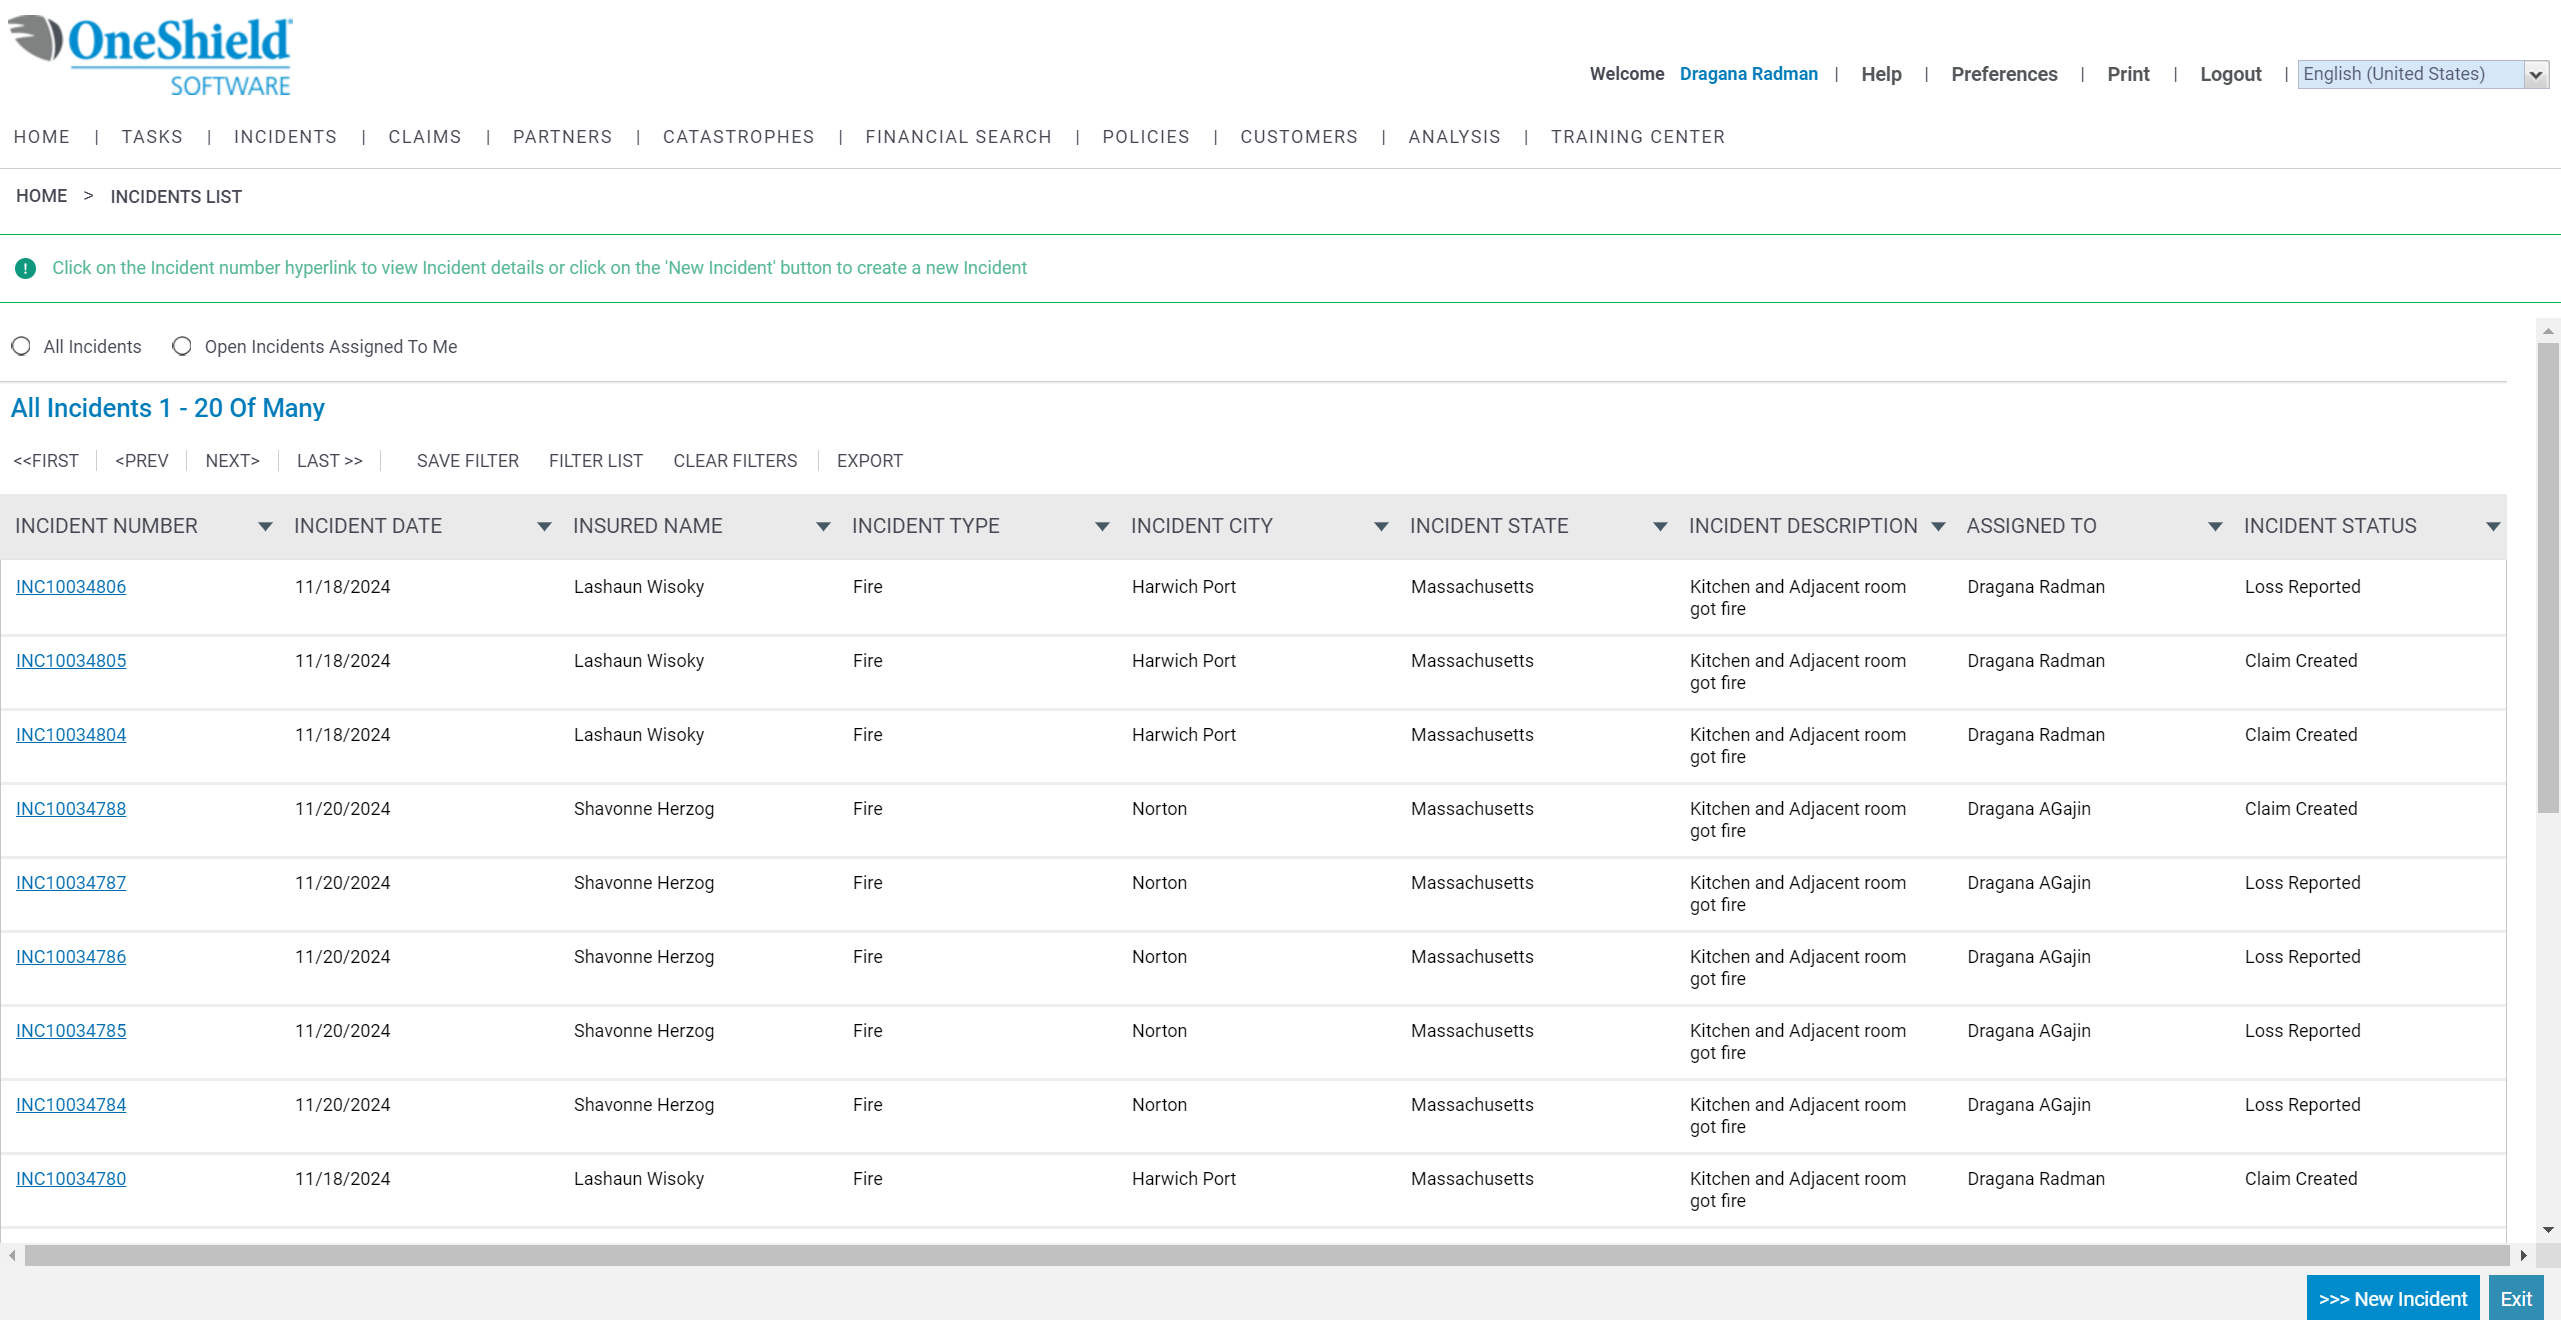 OneShield
SOFTWARE
Welcome Dragana Radman | Help | Preferences | Print | Logout | English (United States)
HOME | TASKS | INCIDENTS | CLAIMS | PARTNERS | CATASTROPHES | FINANCIAL SEARCH | POLICIES | CUSTOMERS | ANALYSIS | TRAINING CENTER
HOME > INCIDENTS LIST
Click on the Incident number hyperlink to view Incident details or click on the 'New Incident' button to create a new Incident
All Incidents Open Incidents Assigned To Me
All Incidents 1 - 20 Of Many
<<FIRST <PREV NEXT> LAST >> SAVE FILTER FILTER LIST CLEAR FILTERS EXPORT
INCIDENT NUMBER INCIDENT DATE INSURED NAME INCIDENT TYPE INCIDENT CITY INCIDENT STATE INCIDENT DESCRIPTION ASSIGNED TO INCIDENT STATUS
INC10034806 11/18/2024 Lashaun Wisoky Fire Harwich Port Massachusetts Kitchen and Adjacent room Dragana Radman Loss Reported
got fire
INC10034805 11/18/2024 Lashaun Wisoky Fire Harwich Port Massachusetts Kitchen and Adjacent room Dragana Radman Claim Created
got fire
INC10034804 11/18/2024 Lashaun Wisoky Fire Harwich Port Massachusetts Kitchen and Adjacent room Dragana Radman Claim Created
got fire
INC10034788 11/20/2024 Shavonne Herzog Fire Norton Massachusetts Kitchen and Adjacent room Dragana AGajin Claim Created
got fire
INC10034787 11/20/2024 Shavonne Herzog Fire Norton Massachusetts Kitchen and Adjacent room Dragana AGajin Loss Reported
got fire
INC10034786 11/20/2024 Shavonne Herzog Fire Norton Massachusetts Kitchen and Adjacent room Dragana AGajin Loss Reported
got fire
INC10034785 11/20/2024 Shavonne Herzog Fire Norton Massachusetts Kitchen and Adjacent room Dragana AGajin Loss Reported
got fire
INC10034784 11/20/2024 Shavonne Herzog Fire Norton Massachusetts Kitchen and Adjacent room Dragana AGajin Loss Reported
got fire
INC10034780 11/18/2024 Lashaun Wisoky Fire Harwich Port Massachusetts Kitchen and Adjacent room Dragana Radman Claim Created
got fire
>>> New Incident Exit